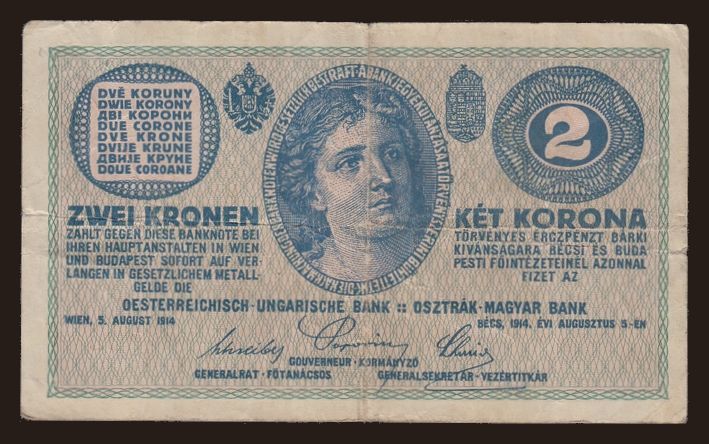 DVĚ KORUNY
DWIE KORONY
ДВІ КОРОНИ
DUE CORONE
DVE KRONE
DVIJE KRUNE
ДВИЈЕ КРУНЕ
DOUE COROANE
2
ZWEI KRONEN
ZAHLT GEGEN DIESE BANKNOTE BEI
IHREN HAUPTANSTALTEN IN WIEN
UND BUDAPEST SOFORT AUF VER-
LANGEN IN GESETZLICHEM METALL-
GELDE DIE
KÉT KORONA
TÖRVÉNYES ÉRCZPÉNZT BÁRKI
KIVÁNSÁGÁRA BÉCSI ÉS BUDA
PESTI FŐINTÉZETEINÉL AZONNAL
FIZET AZ
OESTERREICHISCH-UNGARISCHE BANK :: OSZTRÁK-MAGYAR BANK
WIEN, 5. AUGUST 1914
BÉCS, 1914. ÉVI AUGUSZTUS 5-EN
GOUVERNEUR · KORMÁNYZÓ
GENERALRAT · FŐTANÁCSOS
GENERALSEKRETÄR · VEZÉRTITKÁR